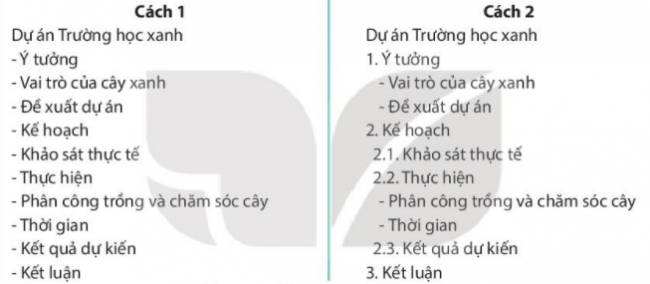 Cách 1
Dự án Trường học xanh
- Ý tưởng
- Vai trò của cây xanh
- Đề xuất dự án
- Kế hoạch
- Khảo sát thực tế
- Thực hiện
- Phân công trồng và chăm sóc cây
- Thời gian
- Kết quả dự kiến
- Kết luận
Cách 2
Dự án Trường học xanh
1. Ý tưởng
- Vai trò của cây xanh
- Đề xuất dự án
2. Kế hoạch
2.1. Khảo sát thực tế
2.2. Thực hiện
- Phân công trồng và chăm sóc cây
- Thời gian
2.3. Kết quả dự kiến
3. Kết luận